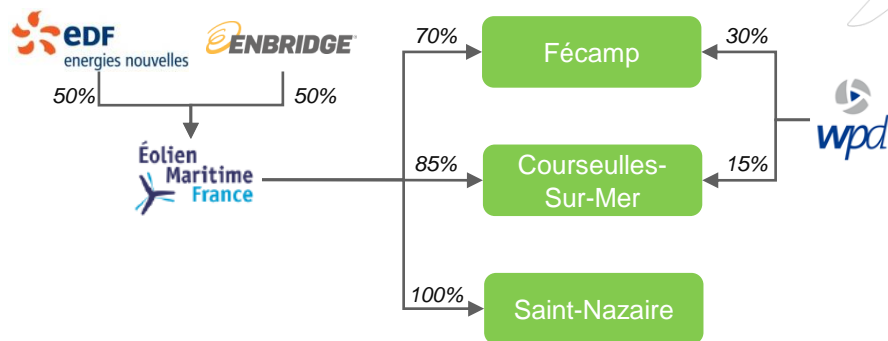 edf
energies nouvelles
ENBRIDGE
50%
50%
Éolien
Maritime
France
70%
Fécamp
30%
wpd
85%
Courseulles-
Sur-Mer
15%
100%
Saint-Nazaire